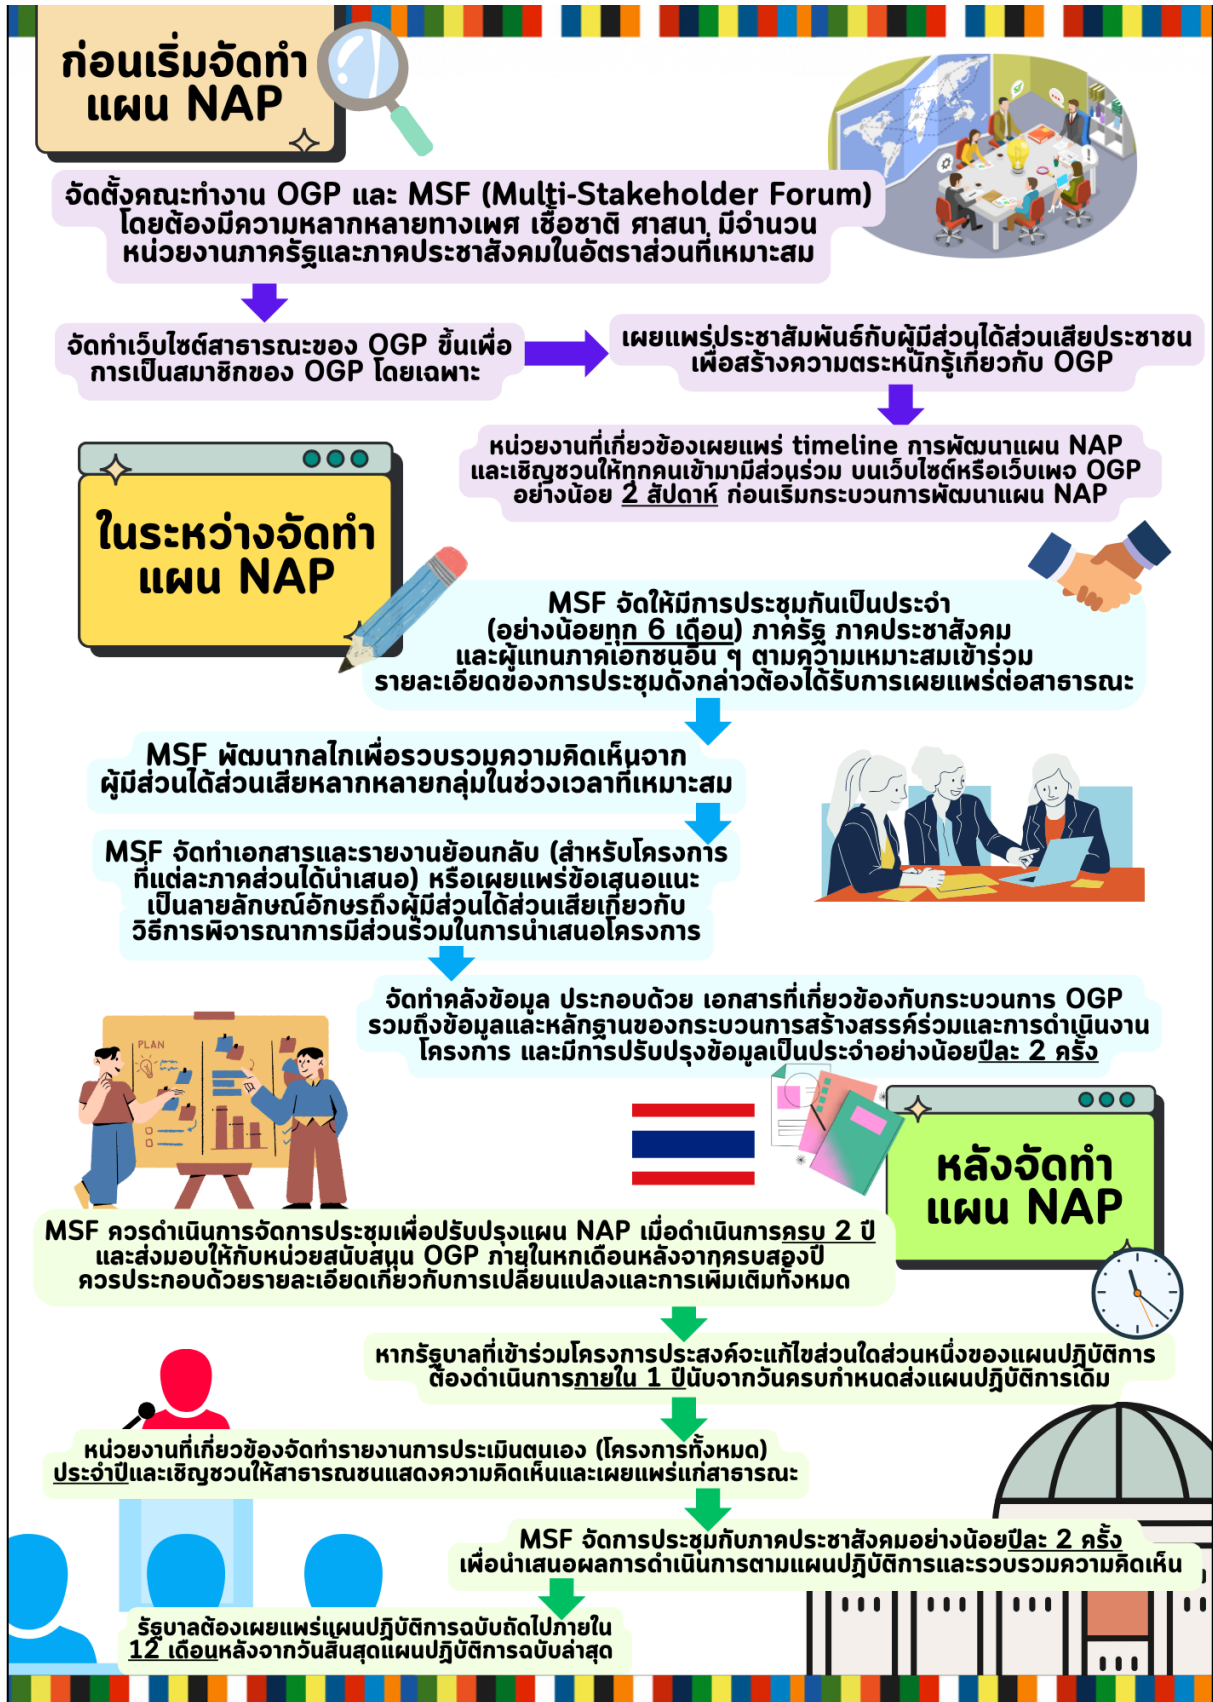 ก่อนเริ่มจัดทำ
แผน NAP
จัดตั้งคณะทำงาน OGP และ MSF (Multi-Stakeholder Forum)
โดยต้องมีความหลากหลายทางเพศ เชื้อชาติ ศาสนา มีจำนวน
หน่วยงานภาครัฐและภาคประชาสังคมในอัตราส่วนที่เหมาะสม
จัดทำเว็บไซต์สาธารณะของ OGP ขึ้นเพื่อ
การเป็นสมาชิกของ OGP โดยเฉพาะ
เผยแพร่ประชาสัมพันธ์กับผู้มีส่วนได้ส่วนเสียประชาชน
เพื่อสร้างความตระหนักรู้เกี่ยวกับ OGP
หน่วยงานที่เกี่ยวข้องเผยแพร่ timeline การพัฒนาแผน NAP
และเชิญชวนให้ทุกคนเข้ามามีส่วนร่วม บนเว็บไซต์หรือเว็บเพจ OGP
อย่างน้อย 2 สัปดาห์ ก่อนเริ่มกระบวนการพัฒนาแผน NAP
ในระหว่างจัดทำ
แผน NAP
MSF จัดให้มีการประชุมกันเป็นประจำ
(อย่างน้อยทุก 6 เดือน) ภาครัฐ ภาคประชาสังคม
และผู้แทนภาคเอกชนอื่น ๆ ตามความเหมาะสมเข้าร่วม
รายละเอียดของการประชุมดังกล่าวต้องได้รับการเผยแพร่ต่อสาธารณะ
MSF พัฒนากลไกเพื่อรวบรวมความคิดเห็นจาก
ผู้มีส่วนได้ส่วนเสียหลากหลายกลุ่มในช่วงเวลาที่เหมาะสม
MSF จัดทำเอกสารและรายงานย้อนกลับ (สำหรับโครงการ
ที่แต่ละภาคส่วนได้นำเสนอ) หรือเผยแพร่ข้อเสนอแนะ
เป็นลายลักษณ์อักษรถึงผู้มีส่วนได้ส่วนเสียเกี่ยวกับ
วิธีการพิจารณาการมีส่วนร่วมในการนำเสนอโครงการ
จัดทำคลังข้อมูล ประกอบด้วย เอกสารที่เกี่ยวข้องกับกระบวนการ OGP
รวมถึงข้อมูลและหลักฐานของกระบวนการสร้างสรรค์ร่วมและการดำเนินงาน
โครงการ และมีการปรับปรุงข้อมูลเป็นประจำอย่างน้อยปีละ 2 ครั้ง
PLAN
หลังจัดทำ
แผน NAP
MSF ควรดำเนินการจัดการประชุมเพื่อปรับปรุงแผน NAP เมื่อดำเนินการครบ 2 ปี
และส่งมอบให้กับหน่วยสนับสนุน OGP ภายในหกเดือนหลังจากครบสองปี
ควรประกอบด้วยรายละเอียดเกี่ยวกับการเปลี่ยนแปลงและการเพิ่มเติมทั้งหมด
หากรัฐบาลที่เข้าร่วมโครงการประสงค์จะแก้ไขส่วนใดส่วนหนึ่งของแผนปฏิบัติการ
ต้องดำเนินการภายใน 1 ปีนับจากวันครบกำหนดส่งแผนปฏิบัติการเดิม
หน่วยงานที่เกี่ยวข้องจัดทำรายงานการประเมินตนเอง (โครงการทั้งหมด)
ประจำปีและเชิญชวนให้สาธารณชนแสดงความคิดเห็นและเผยแพร่แก่สาธารณะ
MSF จัดการประชุมกับภาคประชาสังคมอย่างน้อยปีละ 2 ครั้ง
เพื่อนำเสนอผลการดำเนินการตามแผนปฏิบัติการและรวบรวมความคิดเห็น
รัฐบาลต้องเผยแพร่แผนปฏิบัติการฉบับถัดไปภายใน
12 เดือนหลังจากวันสิ้นสุดแผนปฏิบัติการฉบับล่าสุด